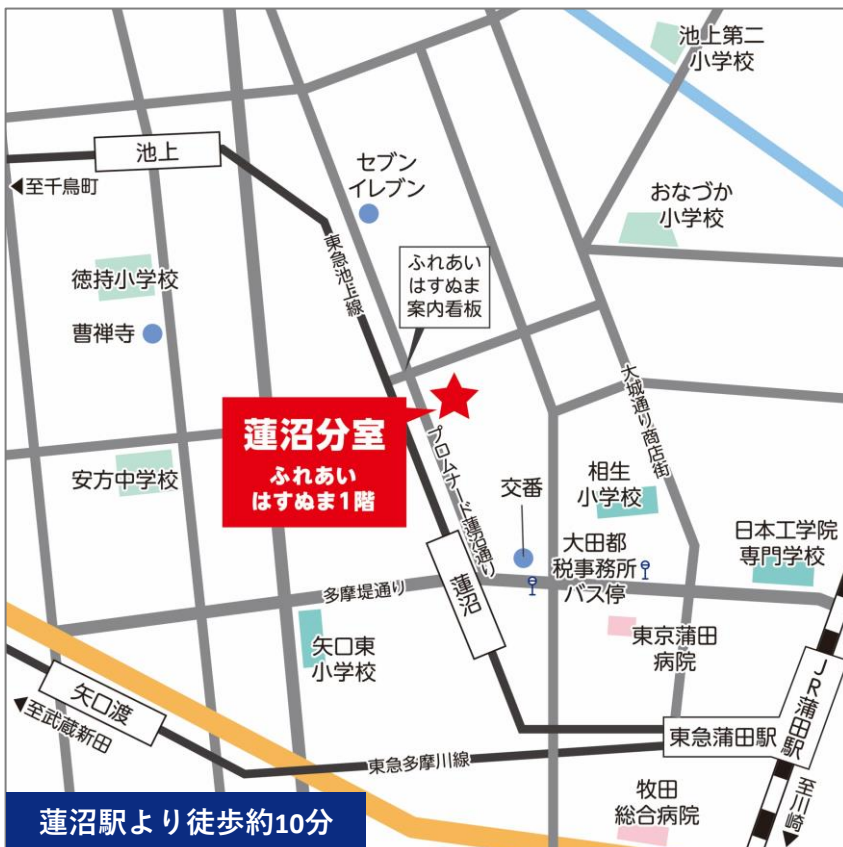 池上第二
小学校
池上
セブン
イレブン
至千鳥町
おなづか
小学校
東急池上線
ふれあい
はすぬま
案内看板
徳持小学校
曹禅寺
大城通り商店街
蓮沼分室
ふれあい
はすぬま1階
プロムナード蓮沼通り
安方中学校
交番
相生
小学校
日本工学院
専門学校
大田都
税事務所
バス停
蓮沼
多摩堤通り
矢口東
小学校
東京蒲田
病院
矢口渡
至武蔵新田
JR蒲田駅
東急蒲田駅
東急多摩川線
至川崎
牧田
総合病院
蓮沼駅より徒歩約10分